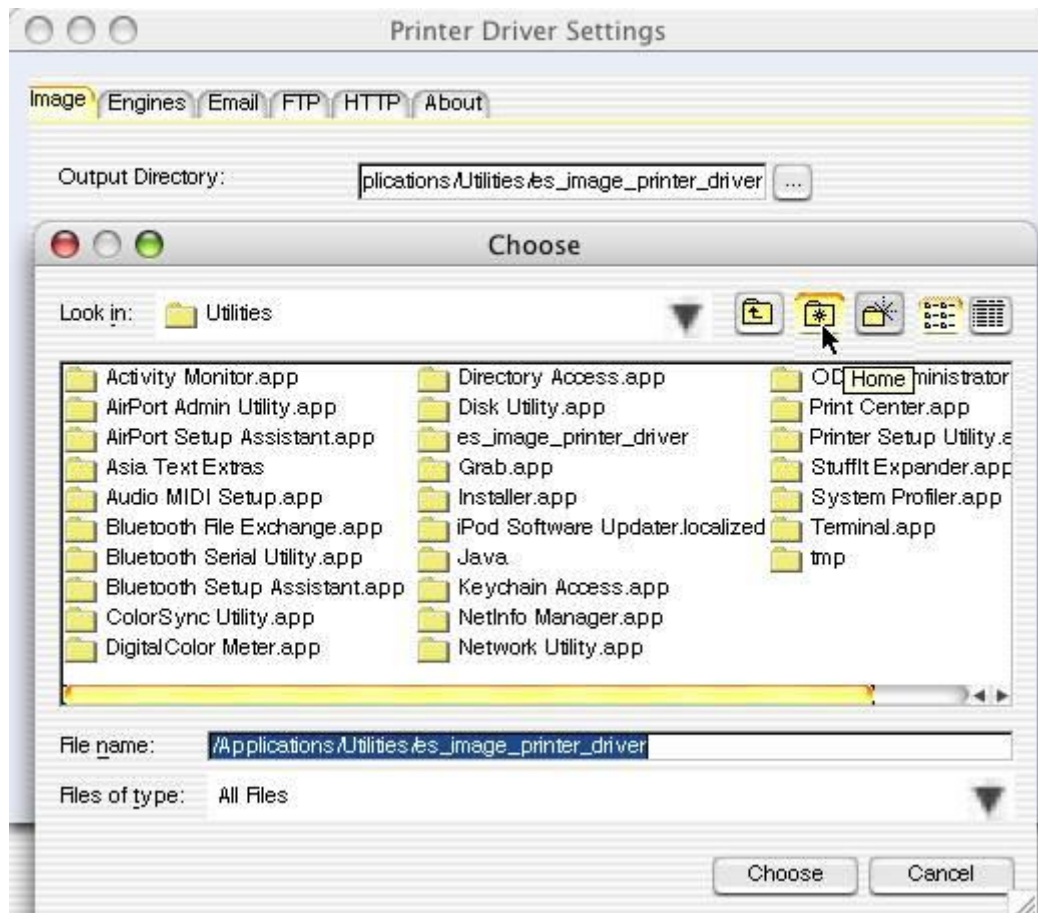 Printer Driver Settings
Image Engines Email FTP HTTP About
Output Directory: plications/Utilities/es_image_printer_driver ...
Choose
Look in: Utilities
Home
Activity Monitor.app
AirPort Admin Utility.app
AirPort Setup Assistant.app
Asia Text Extras
Audio MIDI Setup.app
Bluetooth File Exchange.app
Bluetooth Serial Utility.app
Bluetooth Setup Assistant.app
ColorSync Utility.app
DigitalColor Meter.app
Directory Access.app
Disk Utility.app
es_image_printer_driver
Grab.app
Installer.app
iPod Software Updater.localized
Java
Keychain Access.app
NetInfo Manager.app
Network Utility.app
OD ministrator
Print Center.app
Printer Setup Utility.a
StuffIt Expander.app
System Profiler.app
Terminal.app
tmp
File name: /Applications/Utilities/es_image_printer_driver
Files of type: All Files
Choose Cancel